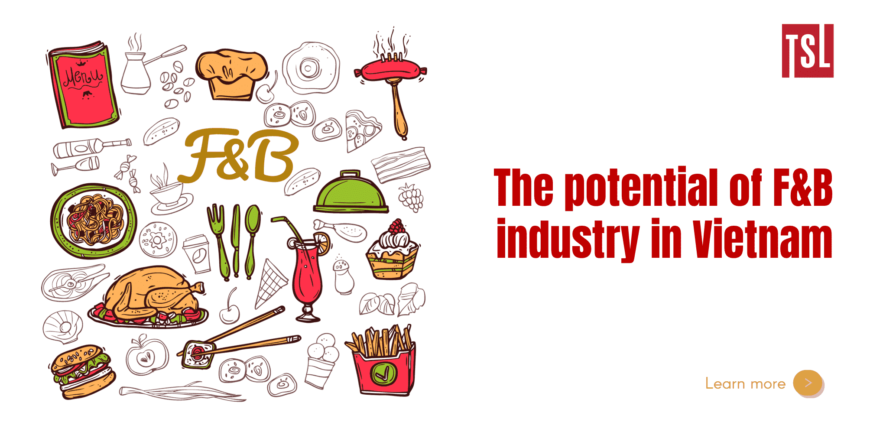 Menu
F&B
TSL
The potential of F&B
industry in Vietnam
Learn more >